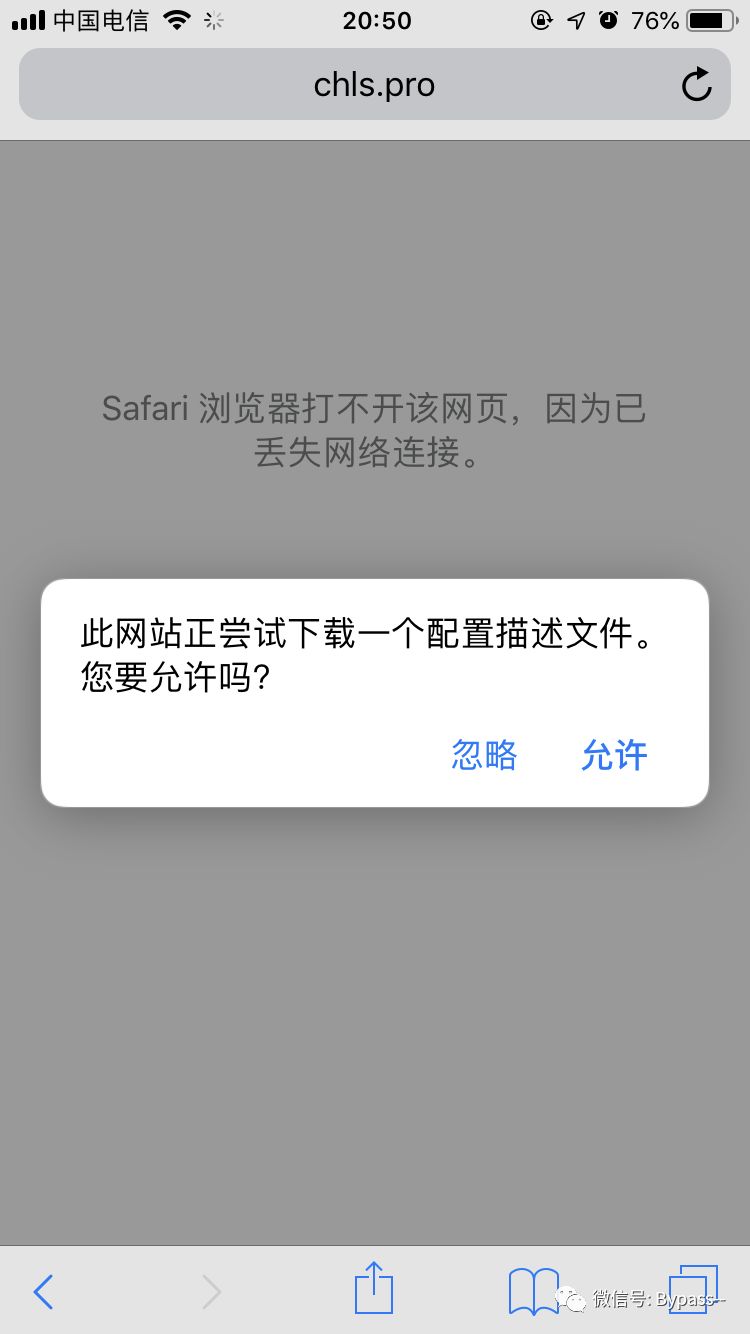 中国电信 20:50 76%
chls.pro
Safari 浏览器打不开该网页，因为已
丢失网络连接。
此网站正尝试下载一个配置描述文件。
您要允许吗?
忽略 允许
微信号: Bypass--